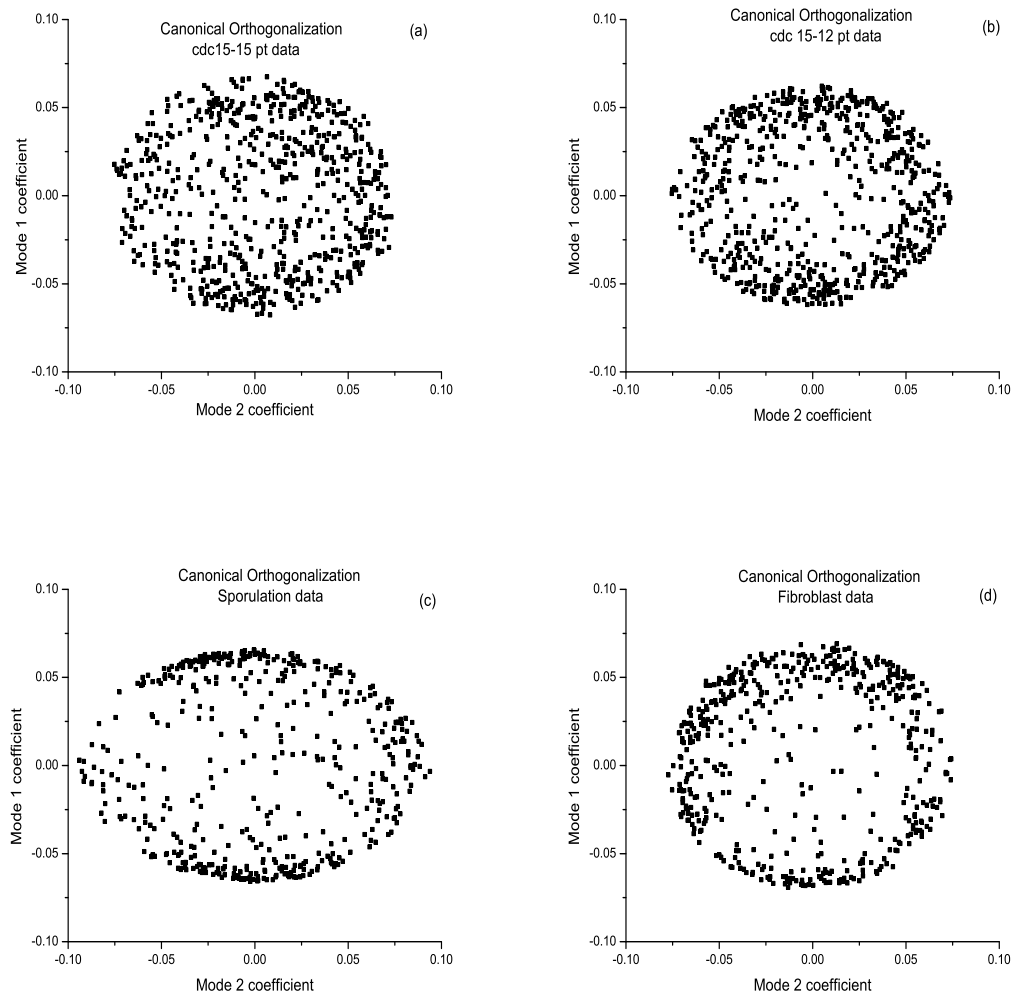 Canonical Orthogonalization
cdc15-15 pt data
(a)
0.10
0.05
0.00
-0.05
-0.10
Mode 1 coefficient
-0.10 -0.05 0.00 0.05 0.10
Mode 2 coefficient
Canonical Orthogonalization
cdc 15-12 pt data
(b)
0.10
0.05
0.00
-0.05
-0.10
Mode 1 coefficient
-0.10 -0.05 0.00 0.05 0.10
Mode 2 coefficient
Canonical Orthogonalization
Sporulation data
(c)
0.10
0.05
0.00
-0.05
-0.10
Mode 1 coefficient
-0.10 -0.05 0.00 0.05 0.10
Mode 2 coefficient
Canonical Orthogonalization
Fibroblast data
(d)
0.10
0.05
0.00
-0.05
-0.10
Mode 1 coefficient
-0.10 -0.05 0.00 0.05 0.10
Mode 2 coefficient